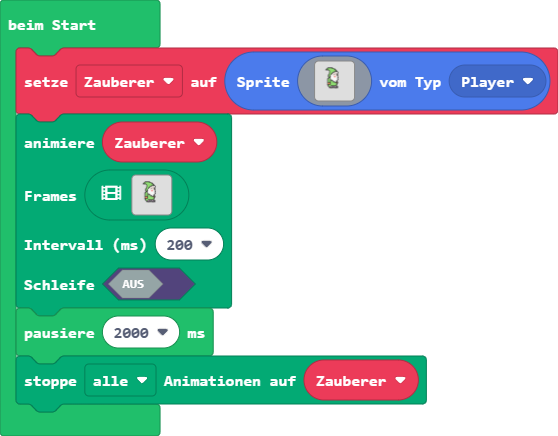 beim Start
setze Zauberer auf Sprite vom Typ Player
animiere Zauberer
Frames
Intervall (ms) 200
Schleife AUS
pausiere 2000 ms
stoppe alle Animationen auf Zauberer